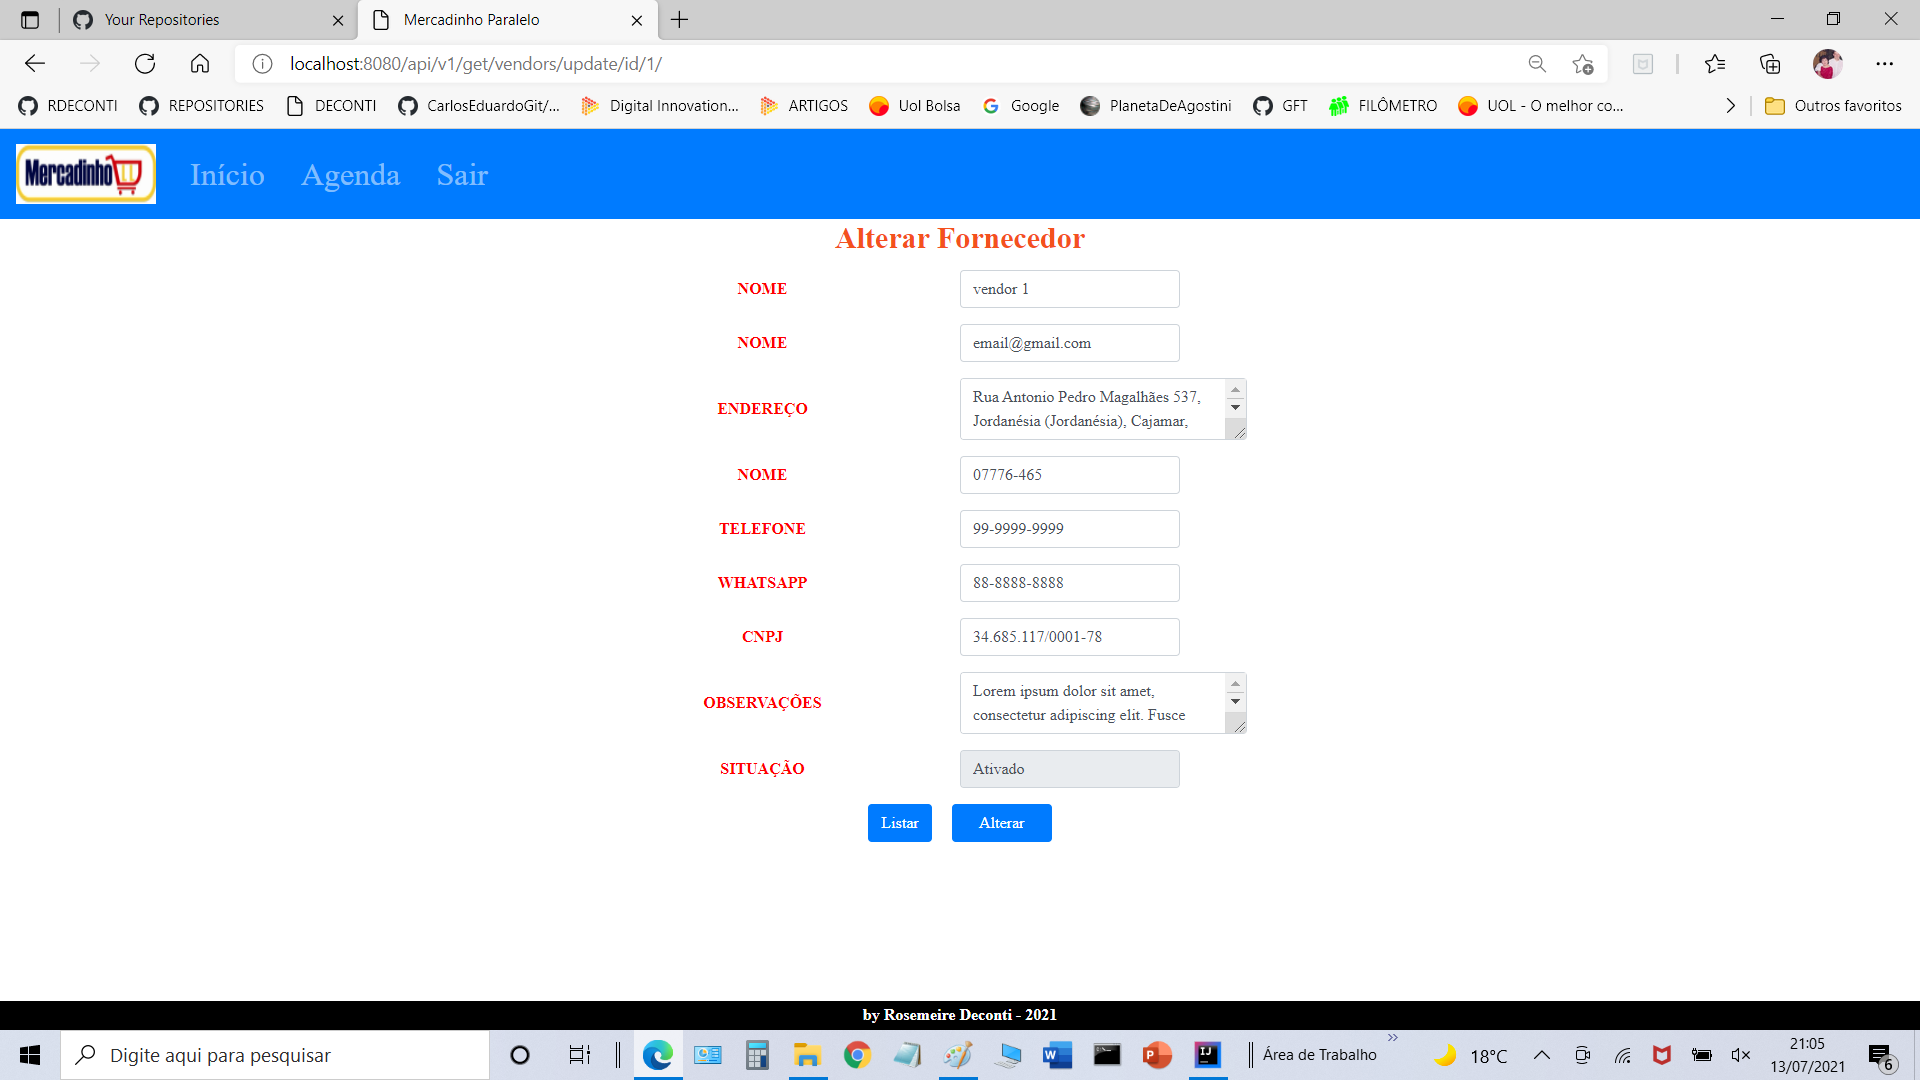 Your Repositories
Mercadinho Paralelo
localhost:8080/api/v1/get/vendors/update/id/1/
RDECONTI
REPOSITORIES
DECONTI
CarlosEduardoGit/...
Digital Innovation...
ARTIGOS
Uol Bolsa
Google
PlanetaDeAgostini
GFT
FILÔMETRO
UOL - O melhor co...
Outros favoritos
Mercadinho
Início
Agenda
Sair
Alterar Fornecedor
NOME
vendor 1
NOME
email@gmail.com
ENDEREÇO
Rua Antonio Pedro Magalhães 537,
Jordanésia (Jordanésia), Cajamar,
NOME
07776-465
TELEFONE
99-9999-9999
WHATSAPP
88-8888-8888
CNPJ
34.685.117/0001-78
OBSERVAÇÕES
Lorem ipsum dolor sit amet,
consectetur adipiscing elit. Fusce
SITUAÇÃO
Ativado
Listar
Alterar
by Rosemeire Deconti - 2021
Digite aqui para pesquisar
Área de Trabalho
18°C
21:05
13/07/2021
6